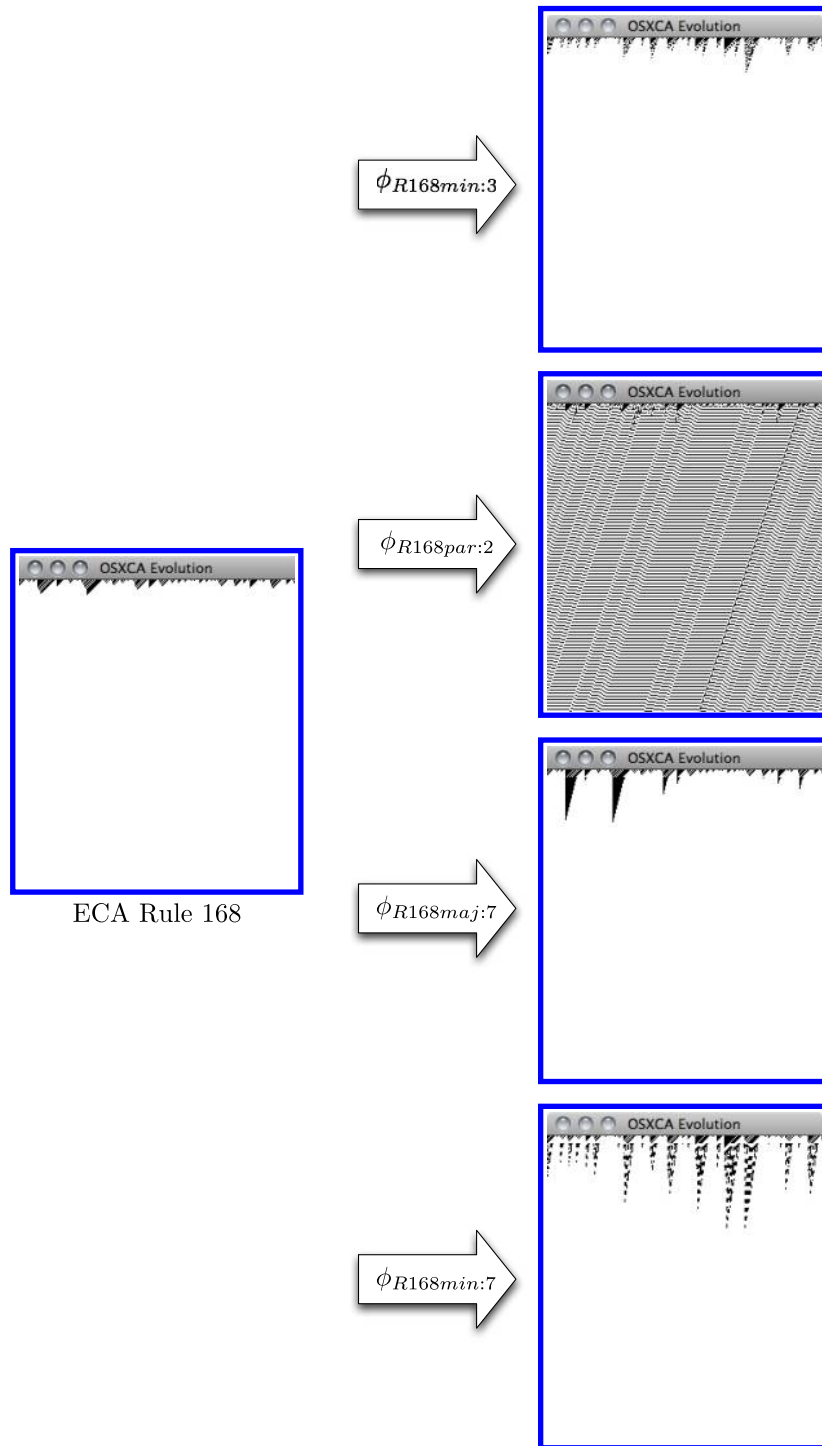 OSXCA Evolution
ϕR168min:3
OSXCA Evolution
ϕR168par:2
OSXCA Evolution
ECA Rule 168
OSXCA Evolution
ϕR168maj:7
OSXCA Evolution
ϕR168min:7